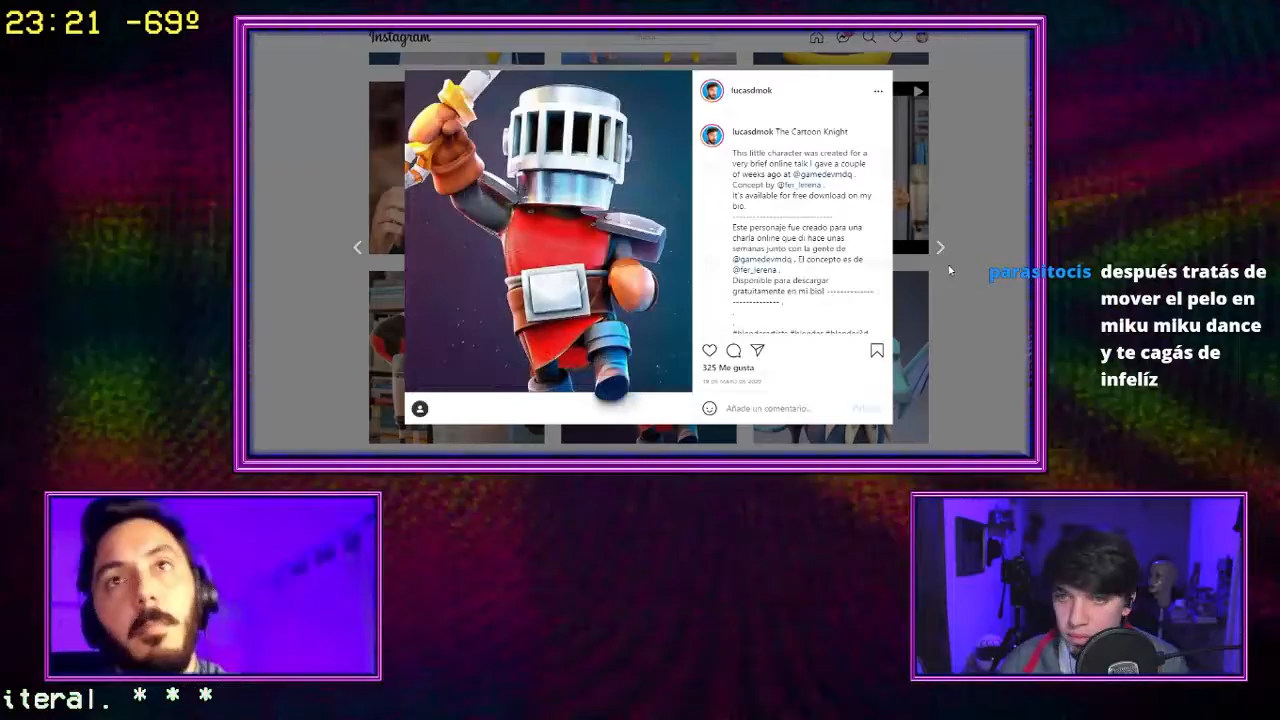 23:21 -69º
Instagram
lucasdmok
lucasdmok The Cartoon Knight
This little character was created for a
very brief online talk I gave a couple
of weeks ago at @gamedevmdq .
Concept by @fer_lerena .
It's available for free download on my
bio.
Este personaje fue creado para una
charla online que di hace unas
semanas junto con la gente de
@gamedevmdq . El concepto es de
@fer_lerena .
Disponible para descargar
gratuitamente en mi bio! ---------------
-------------- .
.
.
325 Me gusta
Añade un comentario...
parasitocis después tratás de
mover el pelo en
miku miku dance
y te cagás de
infelíz
iteral. * * *